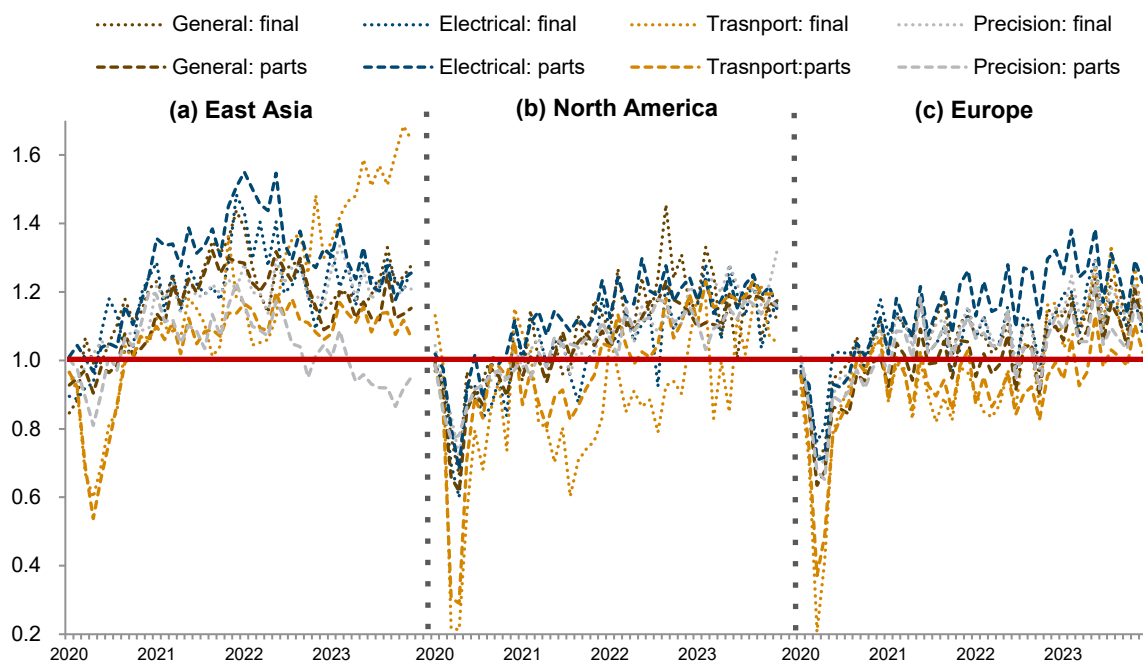 General: final Electrical: final Trasnport: final Precision: final
General: parts Electrical: parts Trasnport:parts Precision: parts
(a) East Asia (b) North America (c) Europe
1.6
1.4
1.2
1.0
0.8
0.6
0.4
0.2
2020 2021 2022 2023 2020 2021 2022 2023 2020 2021 2022 2023